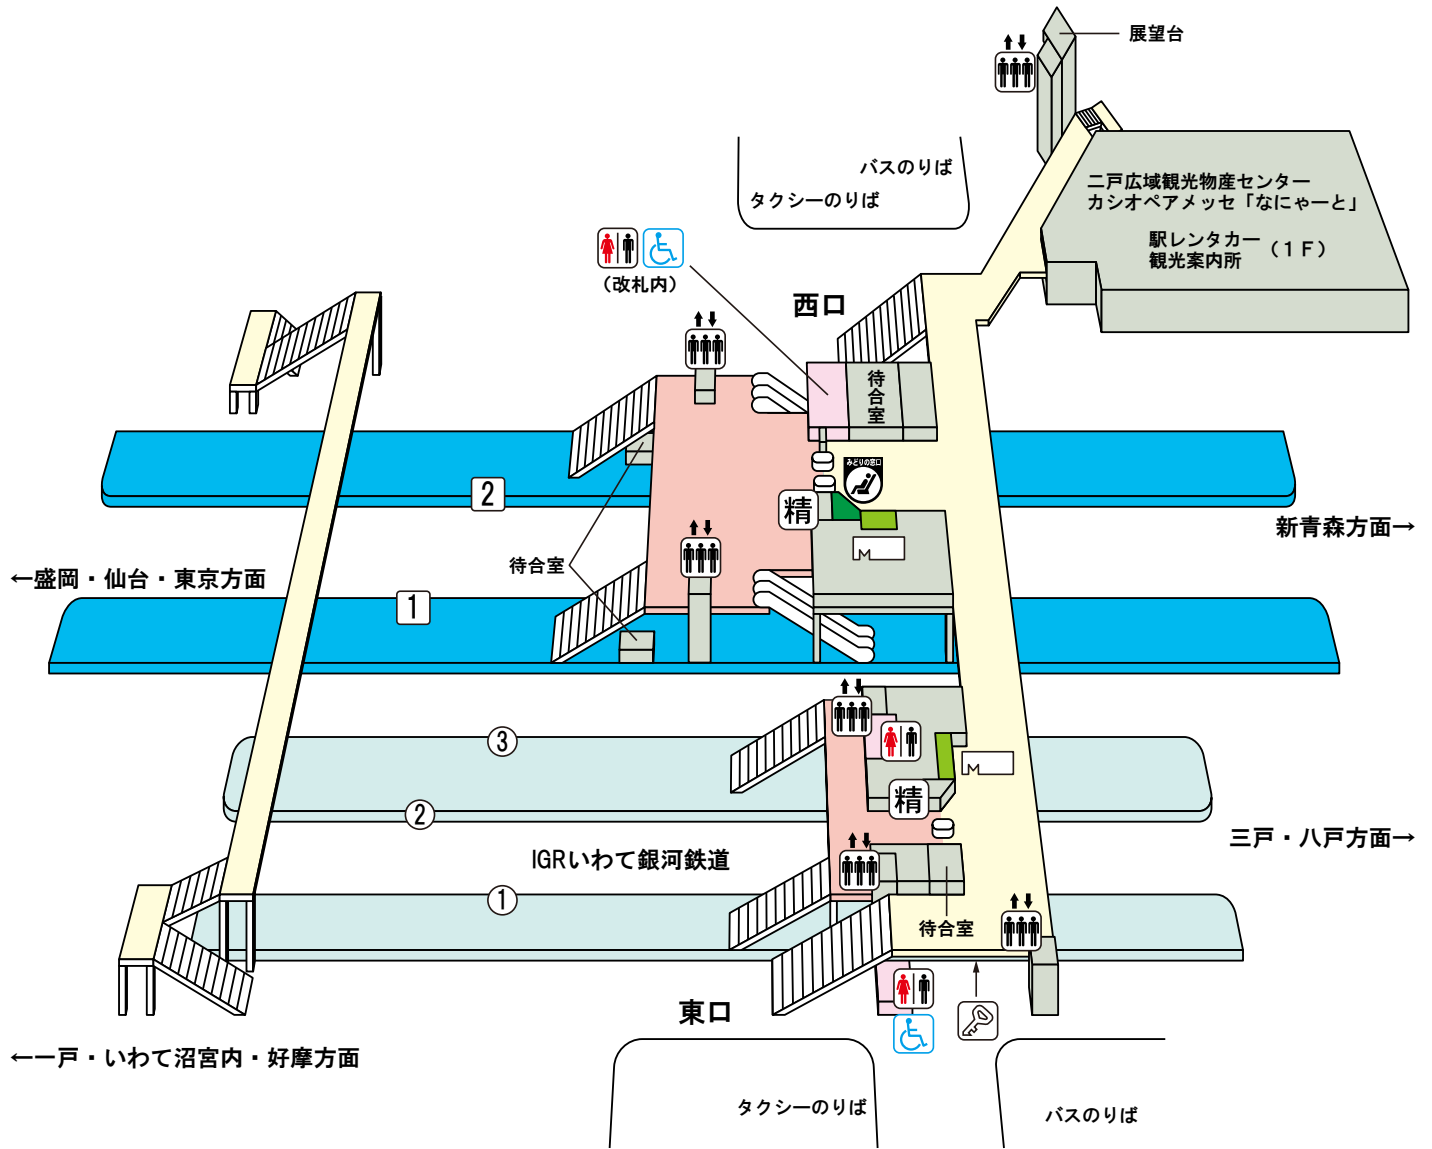 展望台
バスのりば
タクシーのりば
二戸広域観光物産センター
カシオペアメッセ「なにゃーと」
駅レンタカー
観光案内所
（１Ｆ）
（改札内）
西口
待合室
みどりの窓口
2
精
新青森方面→
M
待合室
←盛岡・仙台・東京方面
1
3
M
精
2
三戸・八戸方面→
IGRいわて銀河鉄道
1
待合室
東口
←一戸・いわて沼宮内・好摩方面
タクシーのりば
バスのりば